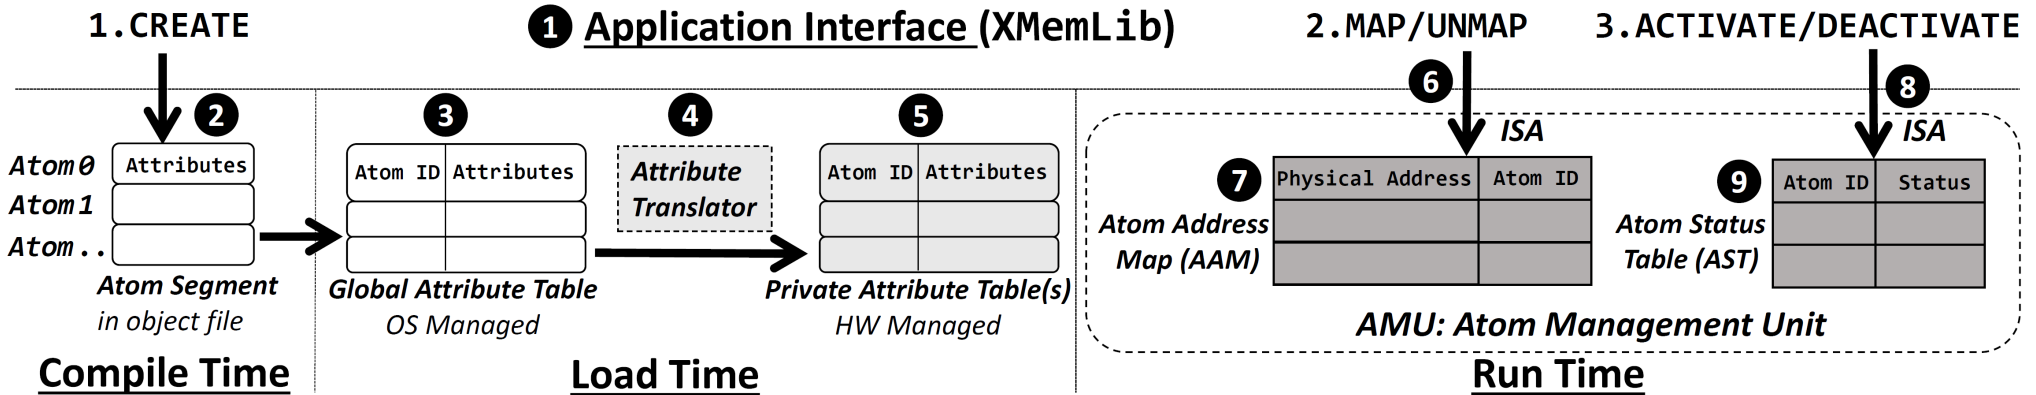 1.CREATE
1 Application Interface (XMemLib)
2.MAP/UNMAP
3.ACTIVATE/DEACTIVATE
2
Atom0
Attributes
Atom1
Atom..
Atom Segment
in object file
Compile Time
3
Atom ID Attributes
Global Attribute Table
OS Managed
4
Attribute
Translator
5
Atom ID Attributes
Private Attribute Table(s)
HW Managed
Load Time
6
ISA
7
Physical Address Atom ID
Atom Address
Map (AAM)
8
ISA
9
Atom ID Status
Atom Status
Table (AST)
AMU: Atom Management Unit
Run Time